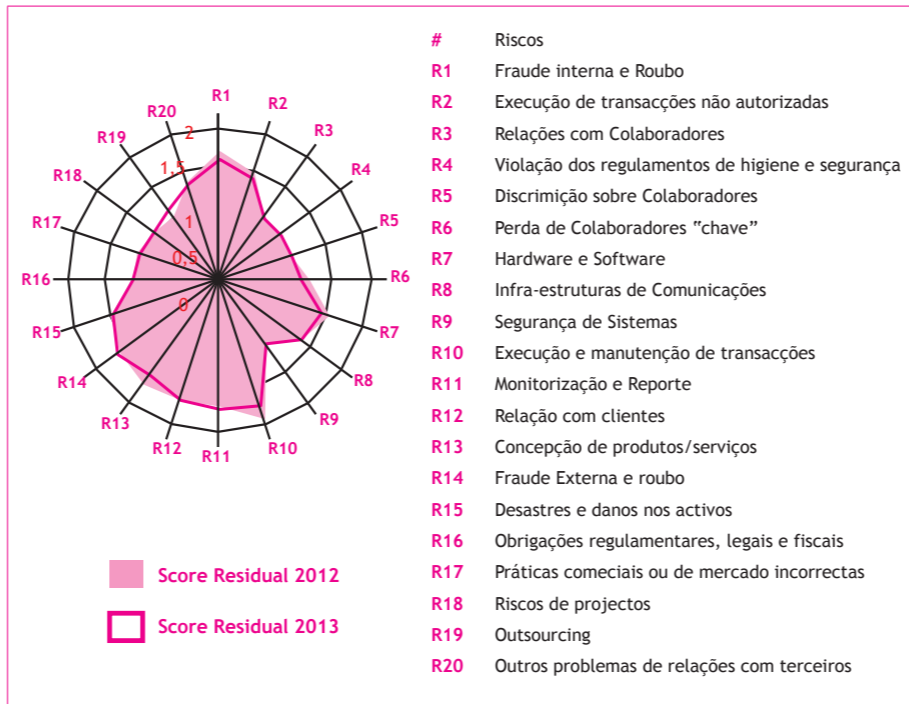 R1
R2
R3
R4
R5
R6
R7
R8
R9
R10
R11
R12
R13
R14
R15
R16
R17
R18
R19
R20
2
1,5
1
0,5
0
Score Residual 2012
Score Residual 2013
# Riscos
R1 Fraude interna e Roubo
R2 Execução de transacções não autorizadas
R3 Relações com Colaboradores
R4 Violação dos regulamentos de higiene e segurança
R5 Discrimição sobre Colaboradores
R6 Perda de Colaboradores “chave”
R7 Hardware e Software
R8 Infra-estruturas de Comunicações
R9 Segurança de Sistemas
R10 Execução e manutenção de transacções
R11 Monitorização e Reporte
R12 Relação com clientes
R13 Concepção de produtos/serviços
R14 Fraude Externa e roubo
R15 Desastres e danos nos activos
R16 Obrigações regulamentares, legais e fiscais
R17 Práticas comeciais ou de mercado incorrectas
R18 Riscos de projectos
R19 Outsourcing
R20 Outros problemas de relações com terceiros